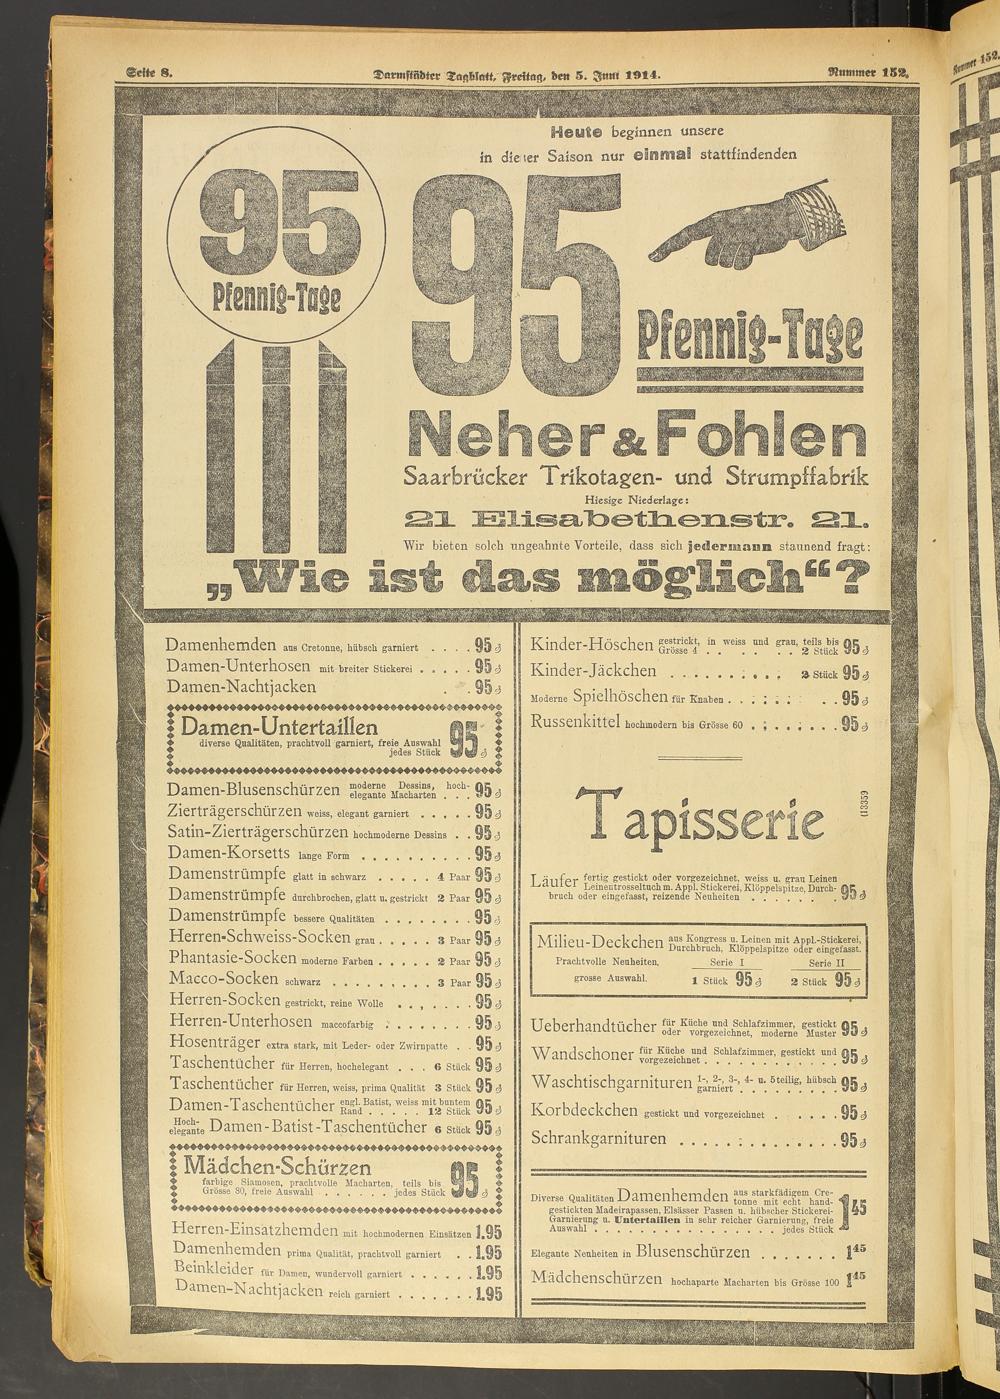 Seite 8.
Darmstädter Tagblatt, Freitag, den 5. Juni 1914.
Nummer 152.
95
Pfennig-Tage
Heute beginnen unsere
in dieser Saison nur einmal stattfindenden
95
Pfennig-Tage
Neher & Fohlen
Saarbrücker Trikotagen- und Strumpffabrik
Hiesige Niederlage:
21 Elisabethenstr. 21.
Wir bieten solch ungeahnte Vorteile, dass sich jedermann staunend fragt:
„Wie ist das möglich“?
Damenhemden aus Cretonne, hübsch garniert . . . . 95 ₰
Damen-Unterhosen mit breiter Stickerei . . . . . 95 ₰
Damen-Nachtjacken . . 95 ₰
Damen-Untertaillen
diverse Qualitäten, prachtvoll garniert, freie Auswahl
jedes Stück 95 ₰
Damen-Blusenschürzen moderne Dessins, hoch-
elegante Macharten . . . 95 ₰
Zierträgerschürzen weiss, elegant garniert . . . . . 95 ₰
Satin-Zierträgerschürzen hochmoderne Dessins . . 95 ₰
Damen-Korsetts lange Form . . . . . . . . . . 95 ₰
Damenstrümpfe glatt in schwarz . . . . . 4 Paar 95 ₰
Damenstrümpfe durchbrochen, glatt u. gestrickt 2 Paar 95 ₰
Damenstrümpfe bessere Qualitäten . . . . . . . . 95 ₰
Herren-Schweiss-Socken grau . . . . . 3 Paar 95 ₰
Phantasie-Socken moderne Farben . . . . . 2 Paar 95 ₰
Macco-Socken schwarz . . . . . . . . . 3 Paar 95 ₰
Herren-Socken gestrickt, reine Wolle . . . . . . . 95 ₰
Herren-Unterhosen maccofarbig . . . . . . . . 95 ₰
Hosenträger extra stark, mit Leder- oder Zwirnpatte . . 95 ₰
Taschentücher für Herren, hochelegant . . . 6 Stück 95 ₰
Taschentücher für Herren, weiss, prima Qualität 3 Stück 95 ₰
Damen-Taschentücher engl. Batist, weiss mit buntem
Rand . . . . . 12 Stück 95 ₰
Hoch-
elegante Damen-Batist-Taschentücher 6 Stück 95 ₰
Mädchen-Schürzen
farbige Siamosen, prachtvolle Macharten, teils bis
Grösse 80, freie Auswahl . . . . . . jedes Stück 95 ₰
Herren-Einsatzhemden mit hochmodernen Einsätzen 1.95
Damenhemden prima Qualität, prachtvoll garniert . . 1.95
Beinkleider für Damen, wundervoll garniert . . . . . . 1.95
Damen-Nachtjacken reich garniert . . . . . . . 1.95
Kinder-Höschen gestrickt, in weiss und grau, teils bis
Grösse 4 . . . . . . 2 Stück 95 ₰
Kinder-Jäckchen . . . . . . . . . . 2 Stück 95 ₰
Moderne Spielhöschen für Knaben . . . . . . . . 95 ₰
Russenkittel hochmodern bis Grösse 60 . . . . . . . . 95 ₰
Tapisserie
(13359
Läufer fertig gestickt oder vorgezeichnet, weiss u. grau Leinen
Leinentrosseltuch m. Appl. Stickerei, Klöppelspitze, Durch-
bruch oder eingefasst, reizende Neuheiten . . . . . . . 95 ₰
Milieu-Deckchen aus Kongress u. Leinen mit Appl.-Stickerei,
Durchbruch, Klöppelspitze oder eingefasst.
Prachtvolle Neuheiten, Serie I Serie II
grosse Auswahl. 1 Stück 95 ₰ 2 Stück 95 ₰
Ueberhandtücher für Küche und Schlafzimmer, gestickt
oder vorgezeichnet, moderne Muster 95 ₰
Wandschoner für Küche und Schlafzimmer, gestickt und
vorgezeichnet . . . . . . . . . . . 95 ₰
Waschtischgarnituren 1-, 2-, 3-, 4- u. 5teilig, hübsch
garniert . . . . . . . . 95 ₰
Korbdeckchen gestickt und vorgezeichnet . . . . . . 95 ₰
Schrankgarnituren . . . . . . . . . . . . . 95 ₰
Diverse Qualitäten Damenhemden aus starkfädigem Cre-
tonne mit echt hand-
gestickten Madeirapassen, Elsässer Passen u. hübscher Stickerei-
Garnierung u. Untertaillen in sehr reicher Garnierung, freie
Auswahl . . . . . . . . . . . . . . . . jedes Stück 1 45
Elegante Neuheiten in Blusenschürzen . . . . . . . 1 45
Mädchenschürzen hochaparte Macharten bis Grösse 100 1 45
Nummer 152.